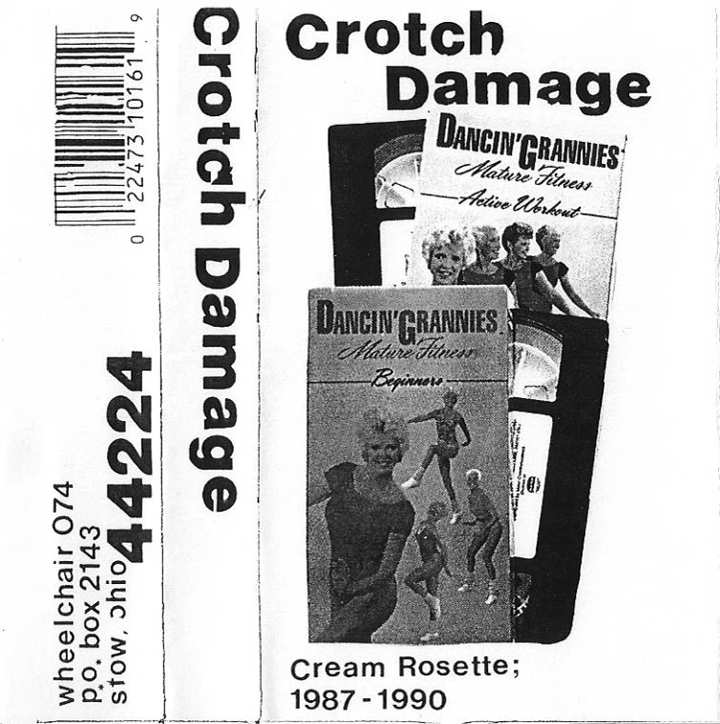 Crotch
Damage
DANCIN' GRANNIES
Mature Fitness
Active Workout
DANCIN' GRANNIES
Mature Fitness
Beginners
Cream Rosette;
1987-1990
Crotch Damage
0 22473 10161 9
wheelchair 074
p.o. box 2143
stow, ohio 44224